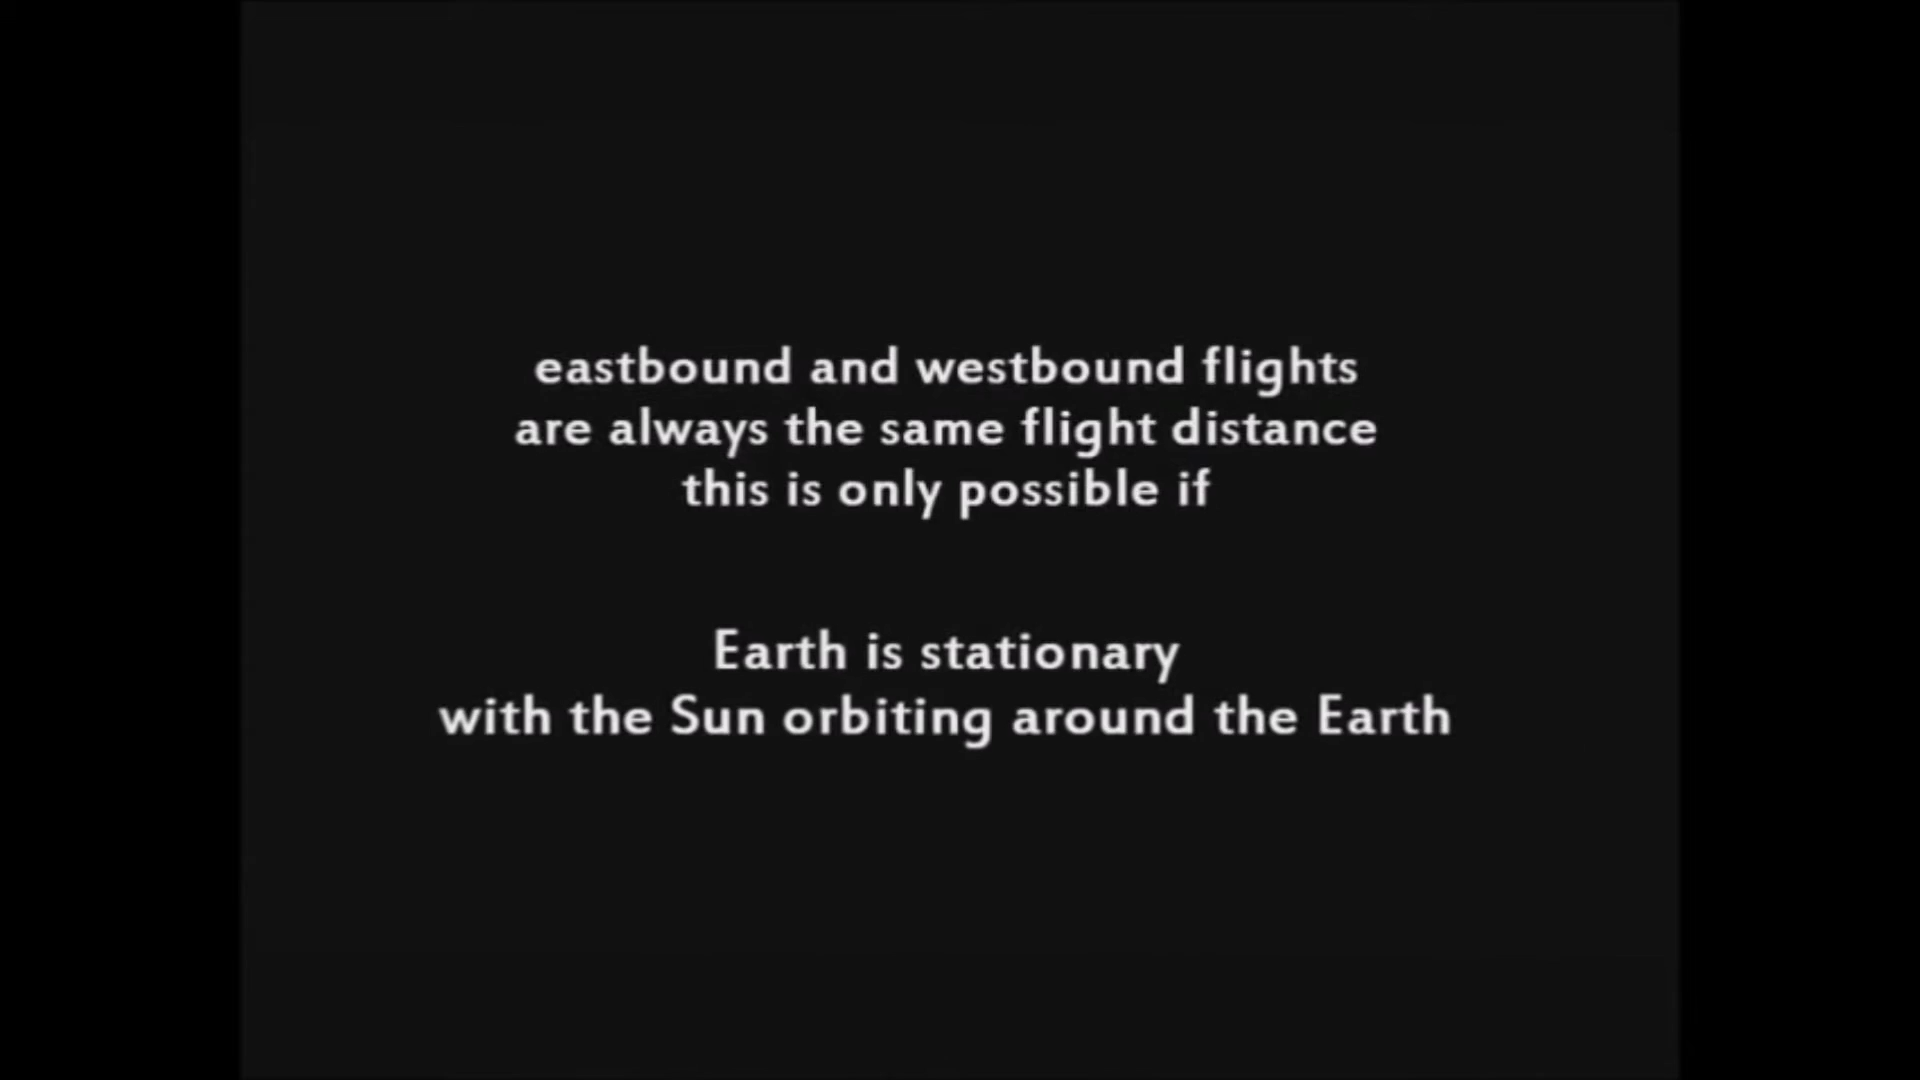 eastbound and westbound flights
are always the same flight distance
this is only possible if
Earth is stationary
with the Sun orbiting around the Earth